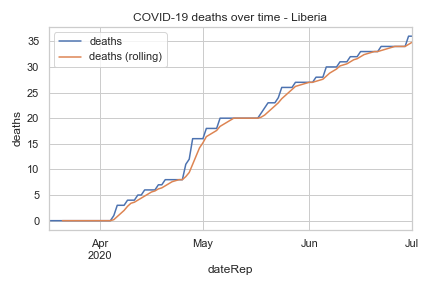 COVID-19 deaths over time - Liberia
deaths
deaths (rolling)
35
30
25
20
15
10
5
0
deaths
Apr
2020
May
Jun
Jul
dateRep